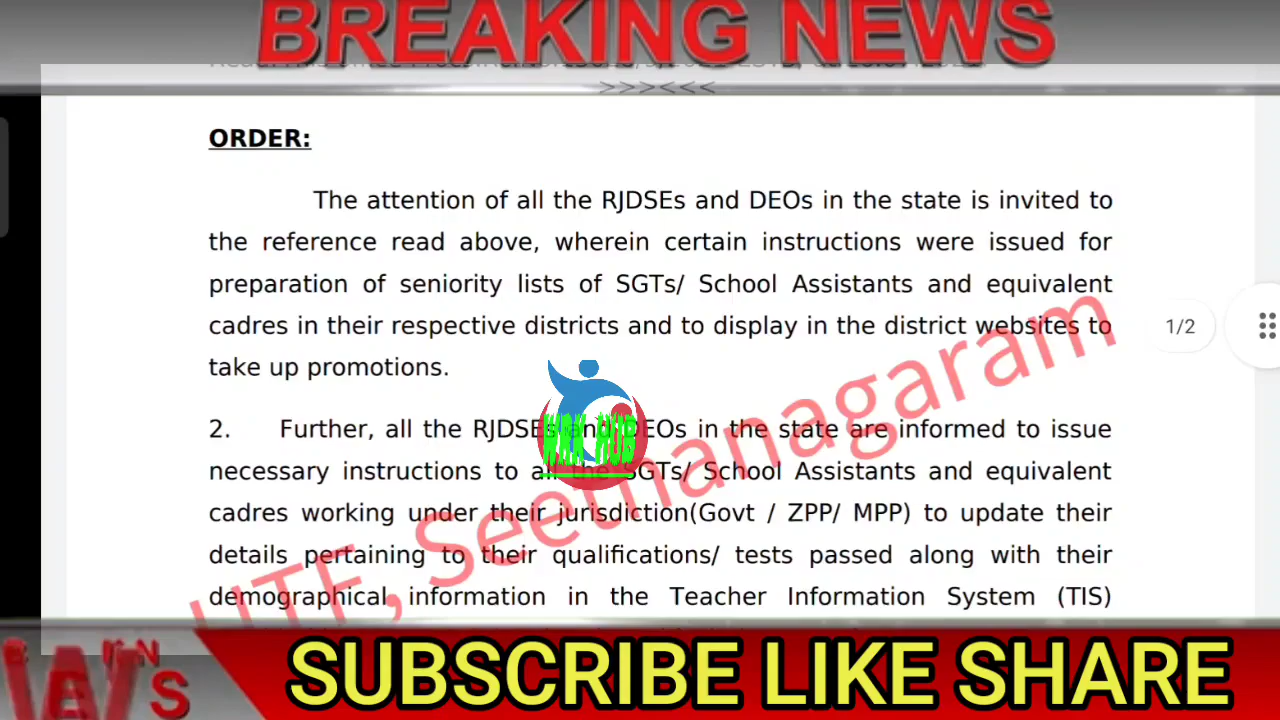 BREAKING NEWS
>>>><<<<
ORDER:
The attention of all the RJDSEs and DEOs in the state is invited to
the reference read above, wherein certain instructions were issued for
preparation of seniority lists of SGTs/ School Assistants and equivalent
cadres in their respective districts and to display in the district websites to
take up promotions.
1/2
2. Further, all the RJDSEs and DEOs in the state are informed to issue
necessary instructions to all the SGTs/ School Assistants and equivalent
cadres working under their jurisdiction(Govt / ZPP/ MPP) to update their
details pertaining to their qualifications/ tests passed along with their
demographical information in the Teacher Information System (TIS)
UTF, Seethanagaram
HUB
SUBSCRIBE LIKE SHARE